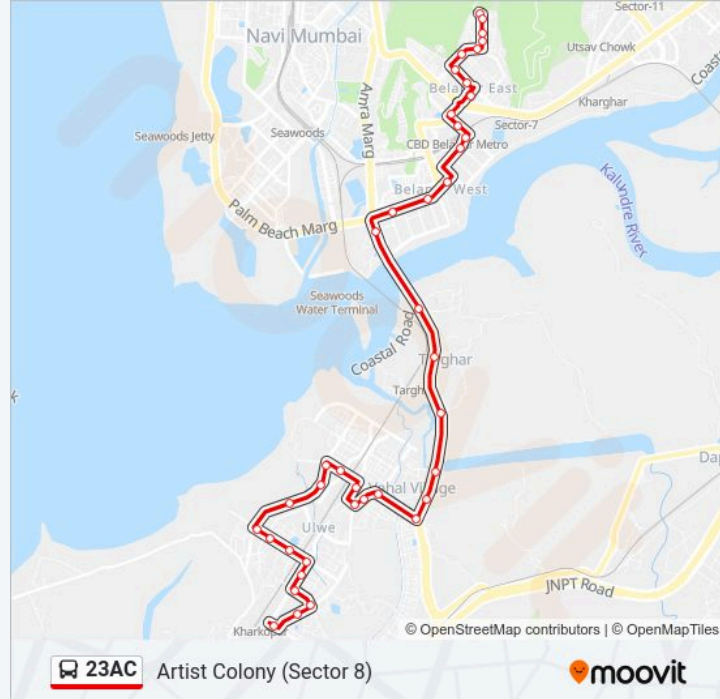 Sector-11
Navi Mumbai
Utsav Chowk
Coasta
Belapur East
Amra Marg
Kharghar
Seawoods Jetty
Seawoods
Sector-7
CBD Belapur Metro
Kalundre River
Belapur West
Palm Beach Marg
Seawoods
Water Terminal
Coastal Road
Targhar
Targh
k
Vahal Village
Dap
Ulwe
JNPT Road
Kharkopar
© OpenStreetMap contributors | © OpenMapTiles
23AC Artist Colony (Sector 8)
moovit